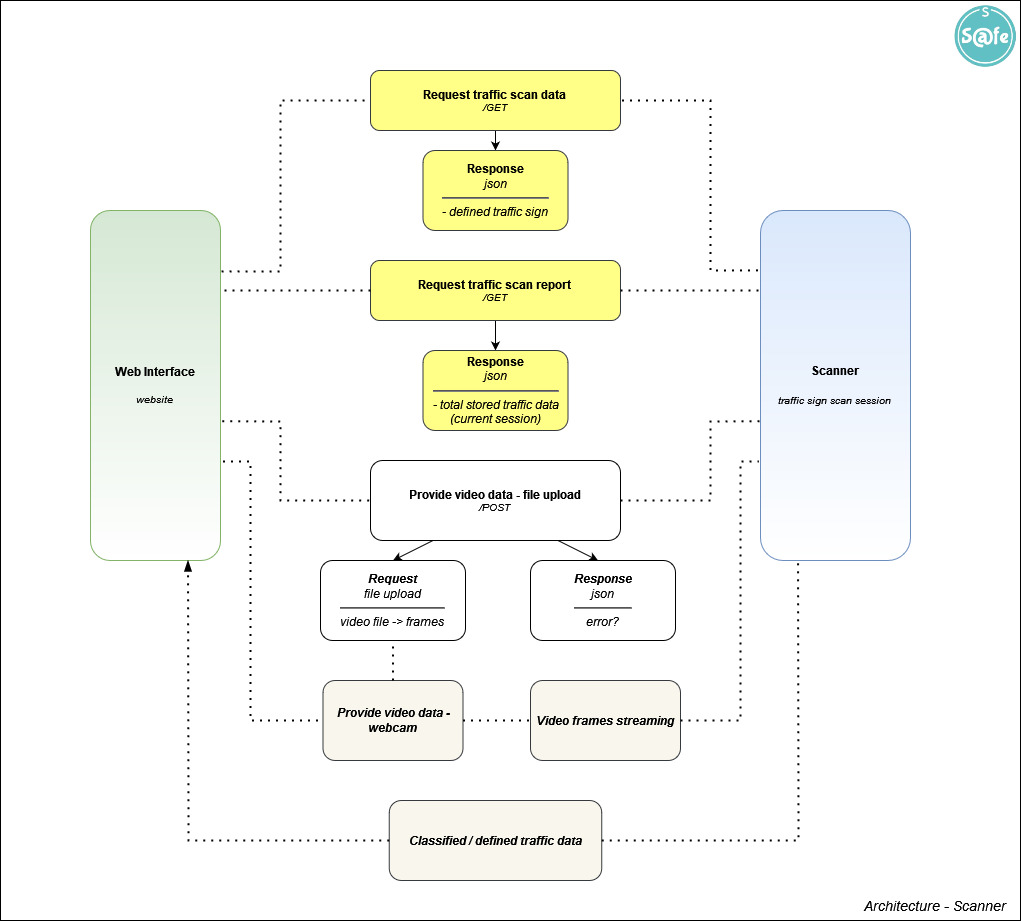 S
S@fe
Request traffic scan data
/GET
Response
json
- defined traffic sign
Request traffic scan report
/GET
Response
json
- total stored traffic data
(current session)
Web Interface
website
Scanner
traffic sign scan session
Provide video data - file upload
/POST
Request
file upload
video file -> frames
Response
json
error?
Provide video data -
webcam
Video frames streaming
Classified / defined traffic data
Architecture - Scanner